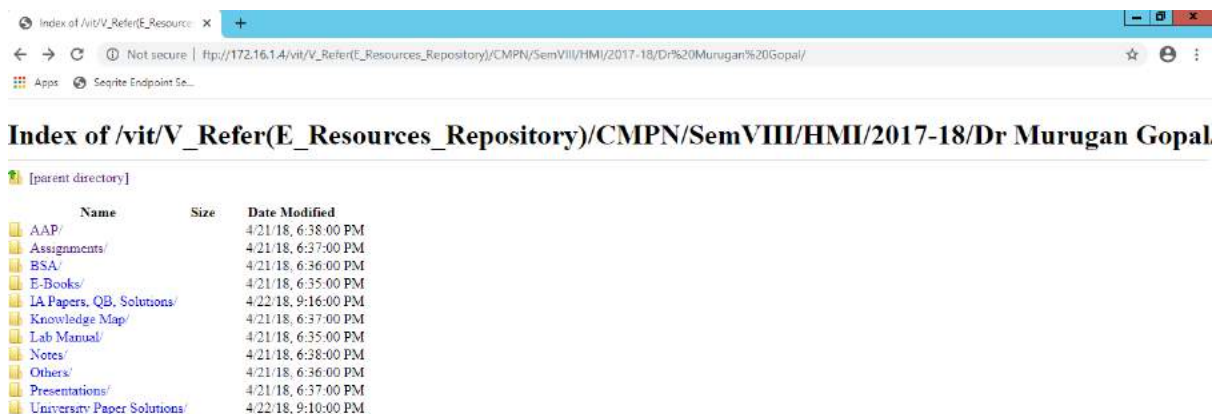 Index of /vit/V_Refer(E_Resource
Not secure | ftp://172.16.1.4/vit/V_Refer(E_Resources_Repository)/CMPN/SemVIII/HMI/2017-18/Dr%20Murugan%20Gopal/
Apps Seqrite Endpoint Se...
Index of /vit/V_Refer(E_Resources_Repository)/CMPN/SemVIII/HMI/2017-18/Dr Murugan Gopal/
[parent directory]
Name Size Date Modified
AAP/ 4/21/18, 6:38:00 PM
Assignments/ 4/21/18, 6:37:00 PM
BSA/ 4/21/18, 6:36:00 PM
E-Books/ 4/21/18, 6:35:00 PM
IA Papers, QB, Solutions/ 4/22/18, 9:16:00 PM
Knowledge Map/ 4/21/18, 6:37:00 PM
Lab Manual/ 4/21/18, 6:35:00 PM
Notes/ 4/21/18, 6:38:00 PM
Others/ 4/21/18, 6:36:00 PM
Presentations/ 4/21/18, 6:37:00 PM
University Paper Solutions/ 4/22/18, 9:10:00 PM